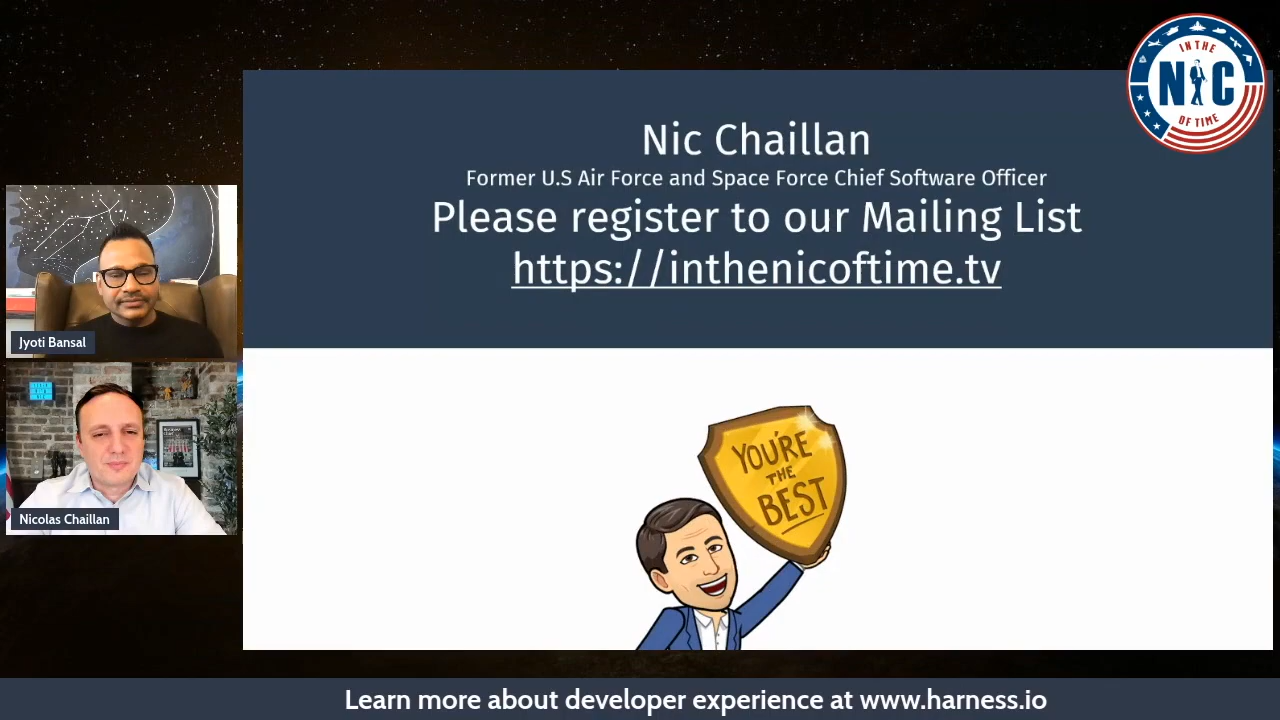 IN THE
NIC
OF TIME
Nic Chaillan
Former U.S Air Force and Space Force Chief Software Officer
Please register to our Mailing List
https://inthenicoftime.tv
Jyoti Bansal
Nicolas Chaillan
YOU'RE
THE
BEST
Learn more about developer experience at www.harness.io